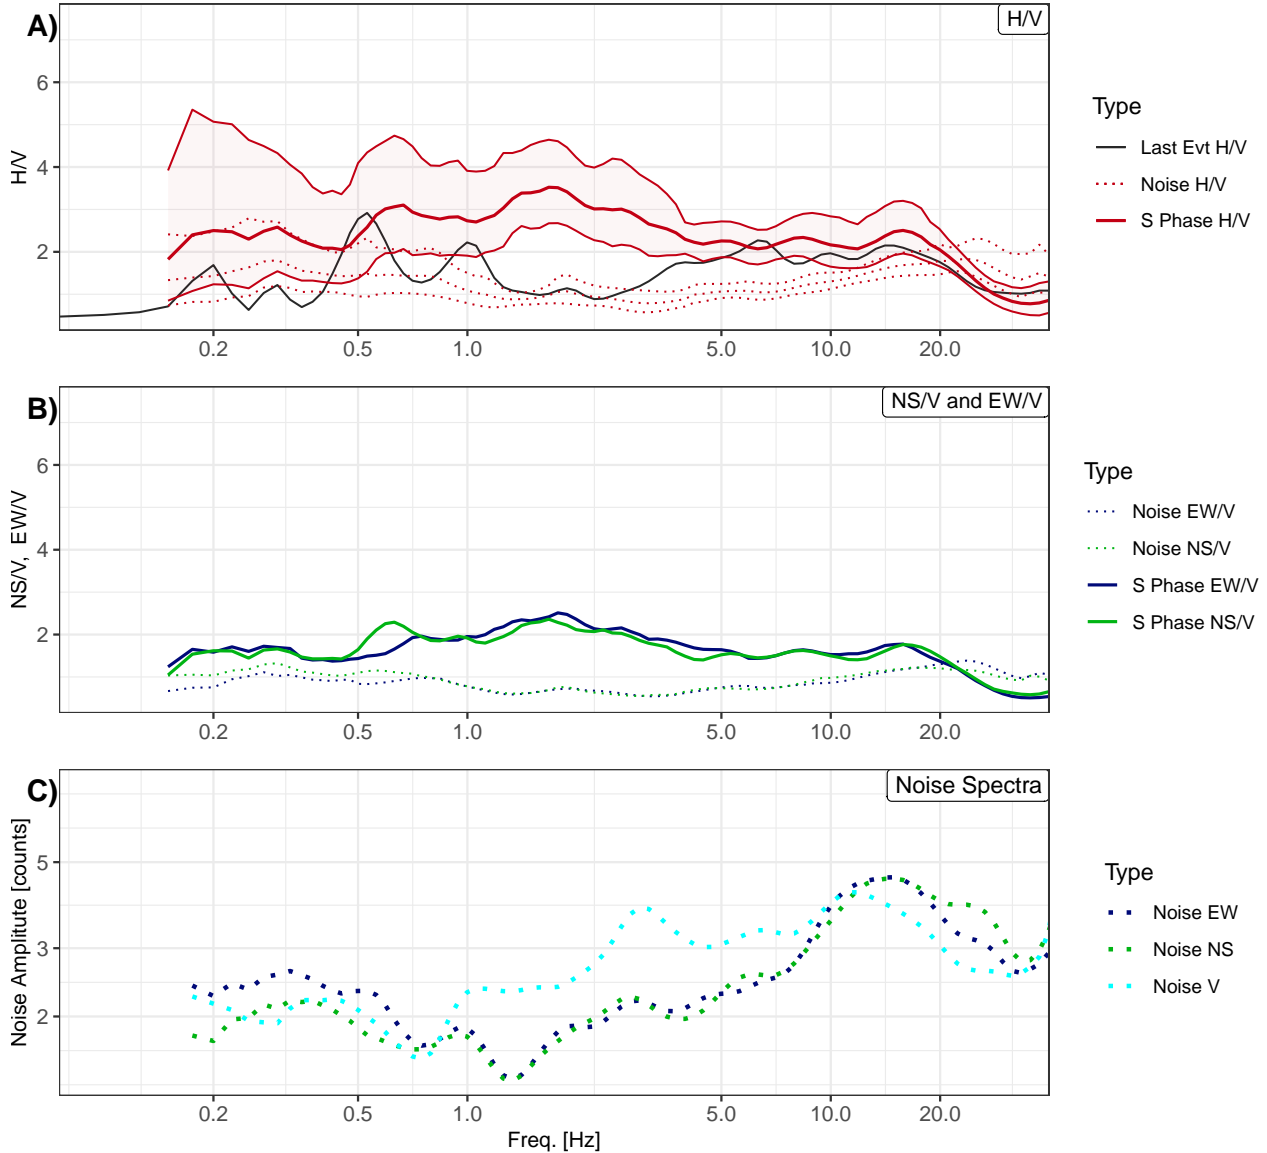 A)
H/V
6
4
2
H/V
0.2 0.5 1.0 5.0 10.0 20.0
Type
Last Evt H/V
Noise H/V
S Phase H/V
B)
NS/V and EW/V
6
4
2
NS/V, EW/V
0.2 0.5 1.0 5.0 10.0 20.0
Type
Noise EW/V
Noise NS/V
S Phase EW/V
S Phase NS/V
C)
Noise Spectra
5
3
2
Noise Amplitude [counts]
0.2 0.5 1.0 5.0 10.0 20.0
Freq. [Hz]
Type
Noise EW
Noise NS
Noise V